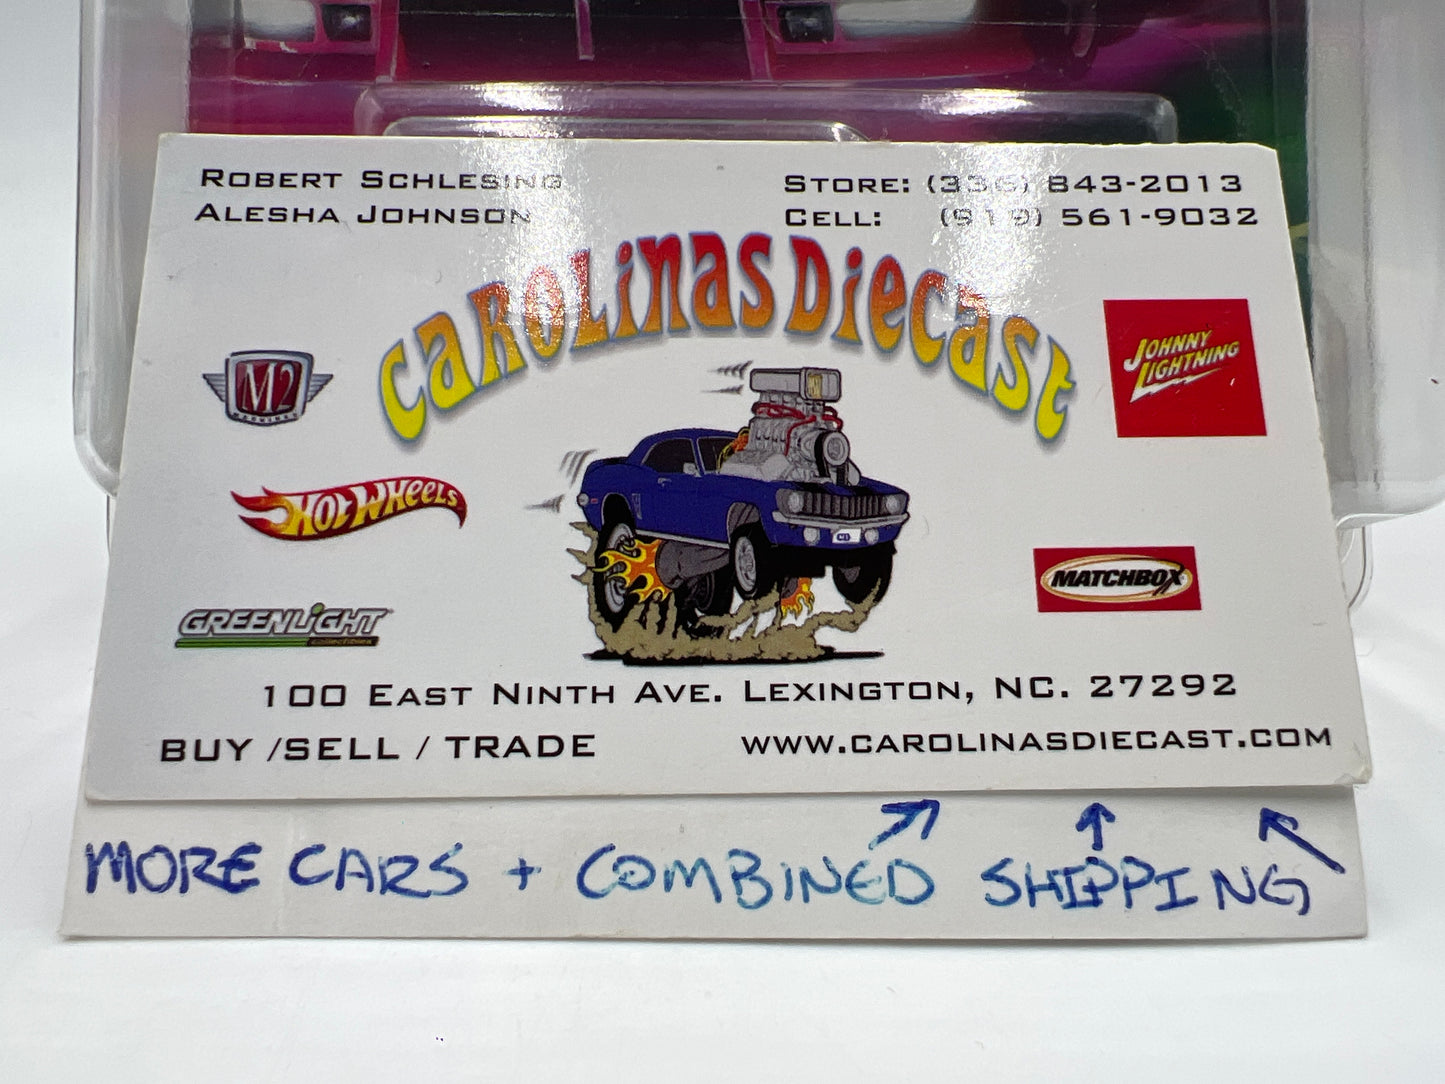 ROBERT SCHLESING
ALESHA JOHNSON
STORE: (336) 843-2013
CELL: (919) 561-9032
CAROLINAS DIECAST
M2
MACHINES
JOHNNY
LIGHTNING
HOT WHEELS
MATCHBOX
GREENLIGHT
collectibles
100 EAST NINTH AVE. LEXINGTON, NC. 27292
BUY /SELL / TRADE
WWW.CAROLINASDIECAST.COM
MORE CARS + COMBINED SHIPPING